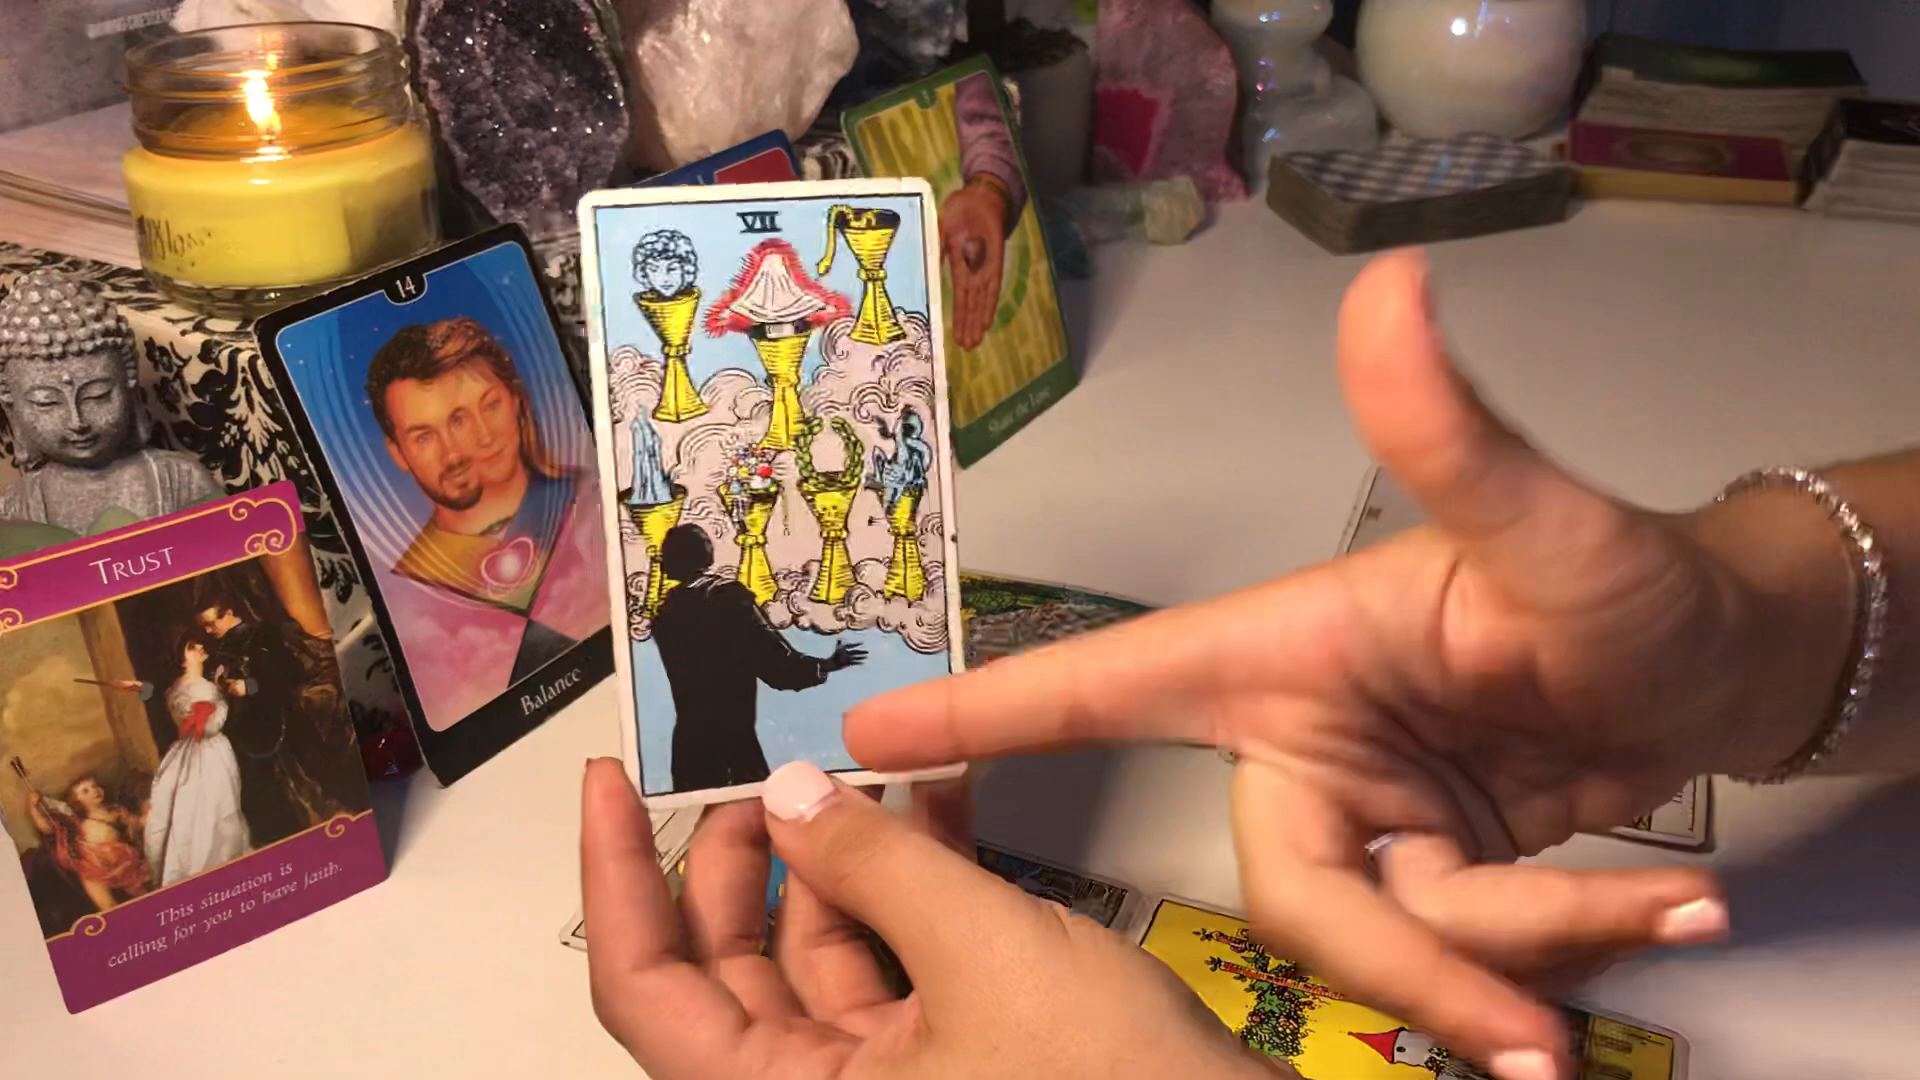 TRUST
This situation is
calling for you to have faith.
14
Balance
VII
Share the Love